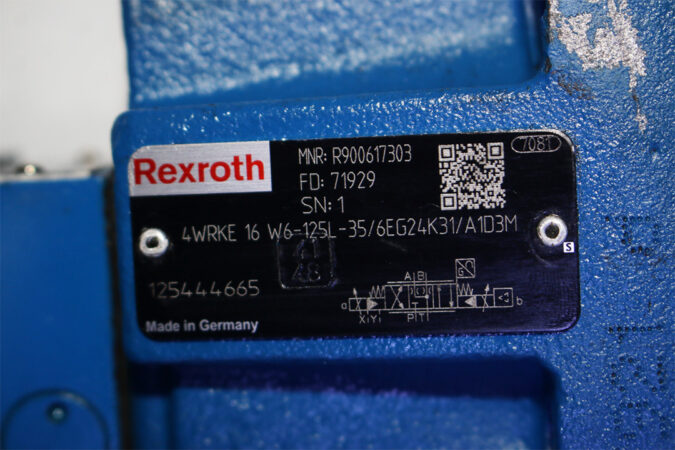 Rexroth
MNR: R900617303
7081
FD: 71929
SN: 1
4WRKE 16 W6-125L-35/6EG24K31/A1D3M
S
A
48
125444665
A B
a
b
X Y
P T
Made in Germany